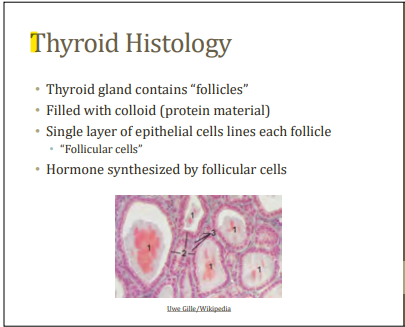 Thyroid Histology
• Thyroid gland contains “follicles”
• Filled with colloid (protein material)
• Single layer of epithelial cells lines each follicle
• “Follicular cells”
• Hormone synthesized by follicular cells
1
1
3
2
1
1
1
Uwe Gille/Wikipedia